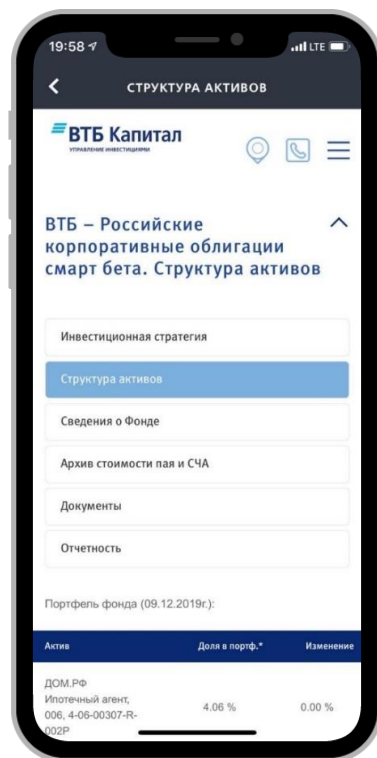 19:58
LTE
СТРУКТУРА АКТИВОВ
ВТБ Капитал
УПРАВЛЕНИЕ ИНВЕСТИЦИЯМИ
ВТБ – Российские
корпоративные облигации
смарт бета. Структура активов
Инвестиционная стратегия
Структура активов
Сведения о Фонде
Архив стоимости пая и СЧА
Документы
Отчетность
Портфель фонда (09.12.2019г.):
Актив Доля в портф.* Изменение
ДОМ.РФ
Ипотечный агент,
006, 4-06-00307-R-
002P
4.06 % 0.00 %